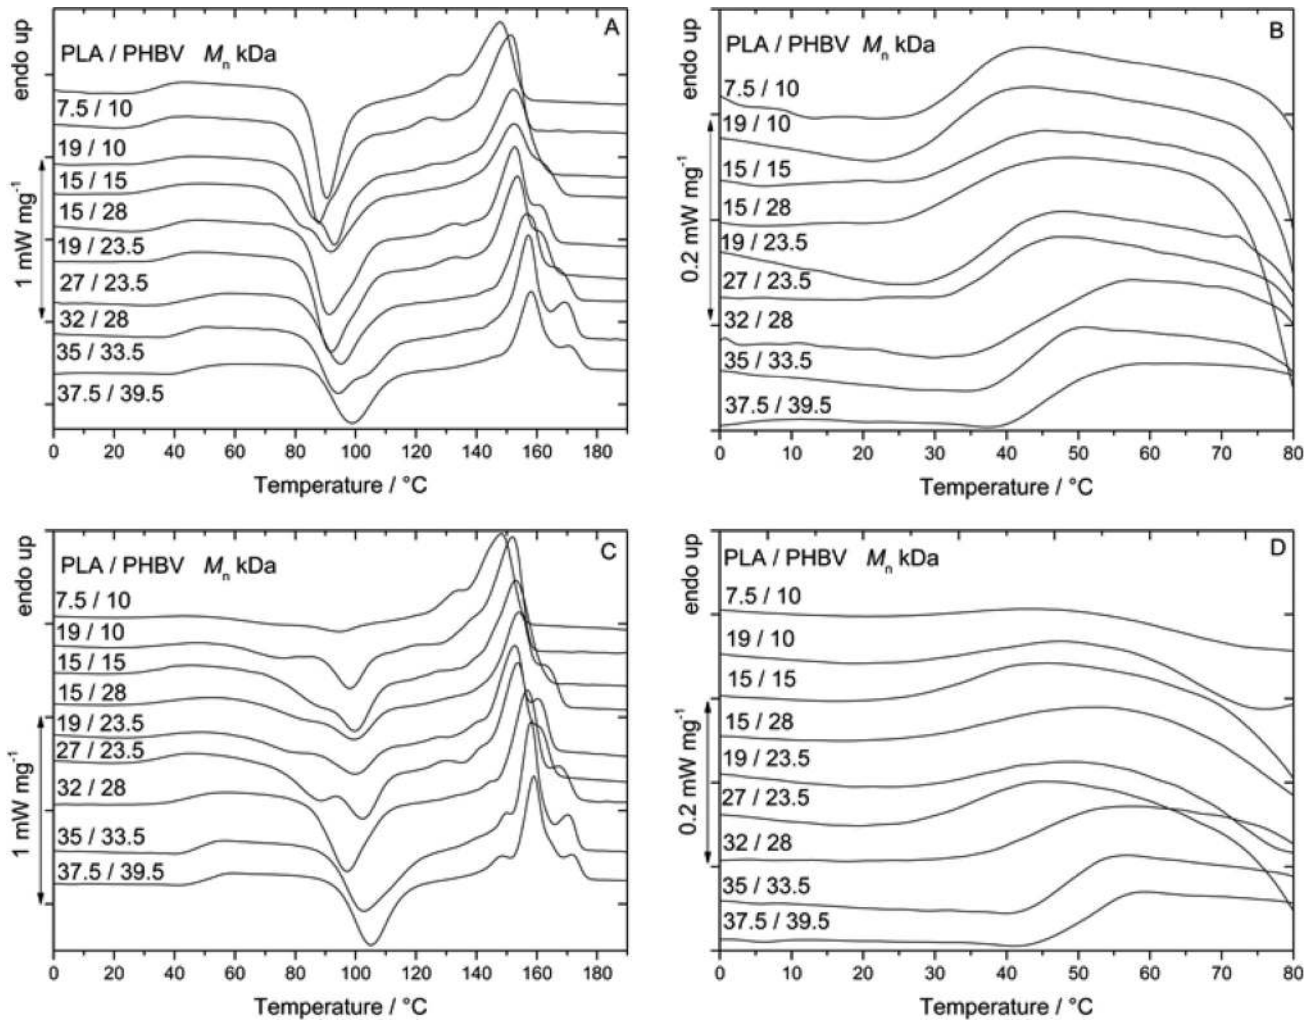 A
endo up
PLA / PHBV Mn kDa
7.5 / 10
19 / 10
15 / 15
15 / 28
19 / 23.5
27 / 23.5
32 / 28
35 / 33.5
37.5 / 39.5
1 mW mg-1
0 20 40 60 80 100 120 140 160 180
Temperature / °C
B
endo up
PLA / PHBV Mn kDa
7.5 / 10
19 / 10
15 / 15
15 / 28
19 / 23.5
27 / 23.5
32 / 28
35 / 33.5
37.5 / 39.5
0.2 mW mg-1
0 10 20 30 40 50 60 70 80
Temperature / °C
C
endo up
PLA / PHBV Mn kDa
7.5 / 10
19 / 10
15 / 15
15 / 28
19 / 23.5
27 / 23.5
32 / 28
35 / 33.5
37.5 / 39.5
1 mW mg-1
0 20 40 60 80 100 120 140 160 180
Temperature / °C
D
endo up
PLA / PHBV Mn kDa
7.5 / 10
19 / 10
15 / 15
15 / 28
19 / 23.5
27 / 23.5
32 / 28
35 / 33.5
37.5 / 39.5
0.2 mW mg-1
0 10 20 30 40 50 60 70 80
Temperature / °C